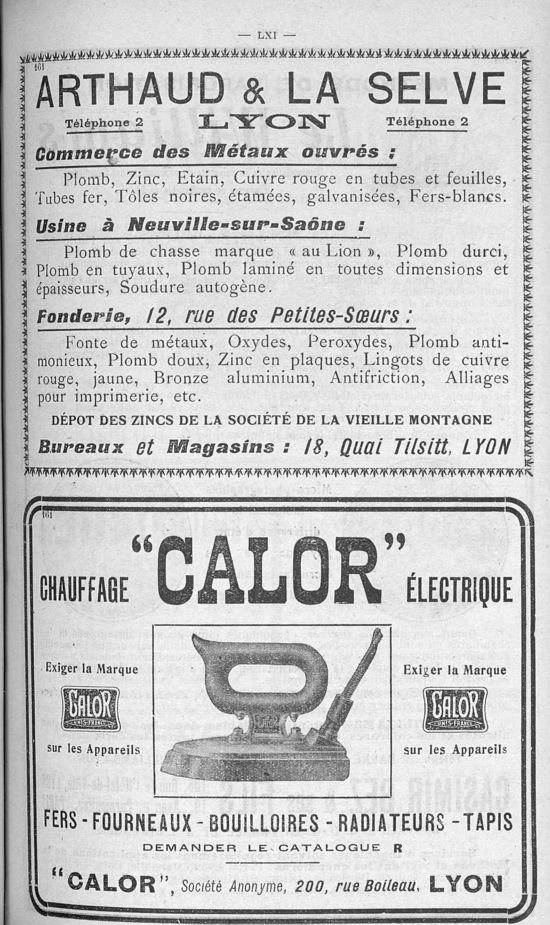 — LXI —
161
ARTHAUD & LA SELVE
Téléphone 2 LYON Téléphone 2
Commerce des Métaux ouvrés :
Plomb, Zinc, Etain, Cuivre rouge en tubes et feuilles,
Tubes fer, Tôles noires, étamées, galvanisées, Fers-blancs.
Usine à Neuville-sur-Saône :
Plomb de chasse marque « au Lion », Plomb durci,
Plomb en tuyaux, Plomb laminé en toutes dimensions et
épaisseurs, Soudure autogène.
Fonderie, 12, rue des Petites-Sœurs :
Fonte de métaux, Oxydes, Peroxydes, Plomb anti-
monieux, Plomb doux, Zinc en plaques, Lingots de cuivre
rouge, jaune, Bronze aluminium, Antifriction, Alliages
pour imprimerie, etc.
DÉPOT DES ZINCS DE LA SOCIÉTÉ DE LA VIEILLE MONTAGNE
Bureaux et Magasins : 18, Quai Tilsitt, LYON
161
"CALOR"
CHAUFFAGE ÉLECTRIQUE
Exiger la Marque
CALOR
sur les Appareils
CALOR
Exiger la Marque
CALOR
sur les Appareils
FERS - FOURNEAUX - BOUILLOIRES - RADIATEURS - TAPIS
DEMANDER LE CATALOGUE R
"CALOR", Société Anonyme, 200, rue Boileau, LYON